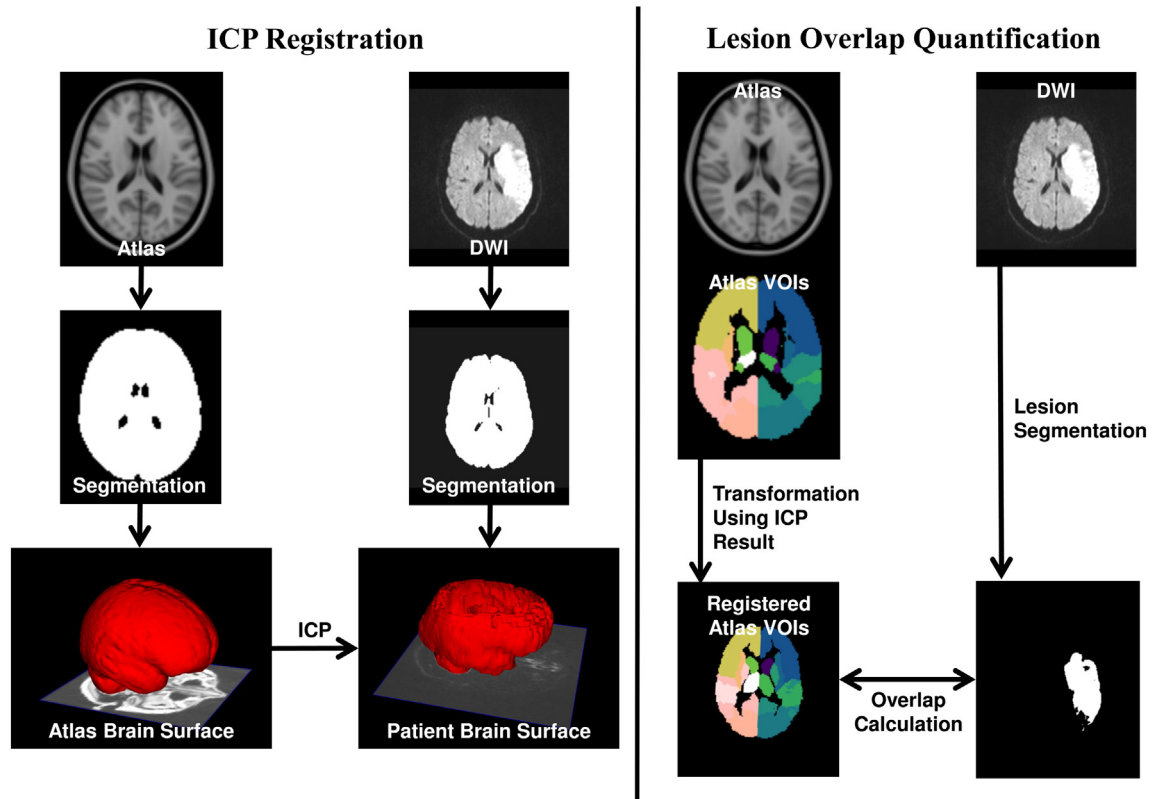 ICP Registration
Atlas
DWI
Segmentation
Segmentation
ICP
Atlas Brain Surface
Patient Brain Surface
Lesion Overlap Quantification
Atlas
DWI
Atlas VOIs
Lesion
Segmentation
Transformation
Using ICP
Result
Registered
Atlas VOIs
Overlap
Calculation